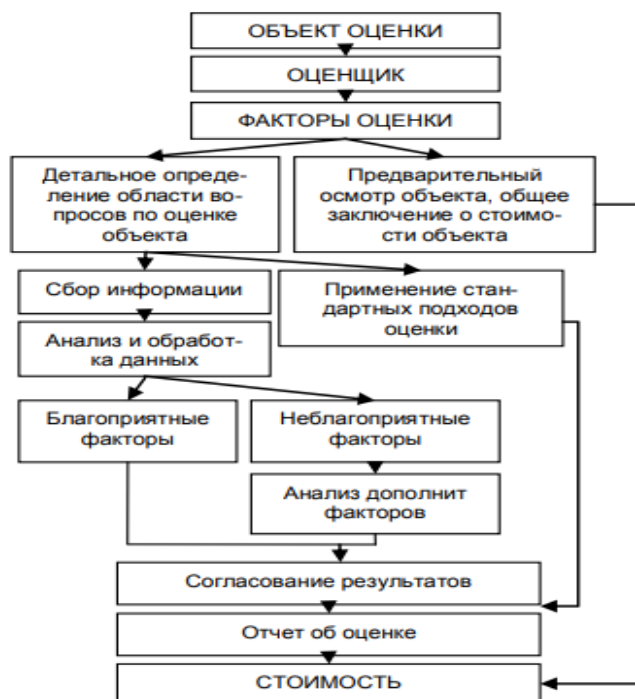 ОБЪЕКТ ОЦЕНКИ
ОЦЕНЩИК
ФАКТОРЫ ОЦЕНКИ
Детальное опреде-
ление области во-
просов по оценке
объекта
Предварительный
осмотр объекта, общее
заключение о стоимо-
сти объекта
Сбор информации
Применение стан-
дартных подходов
оценки
Анализ и обработ-
ка данных
Благоприятные
факторы
Неблагоприятные
факторы
Анализ дополнит
факторов
Согласование результатов
Отчет об оценке
СТОИМОСТЬ